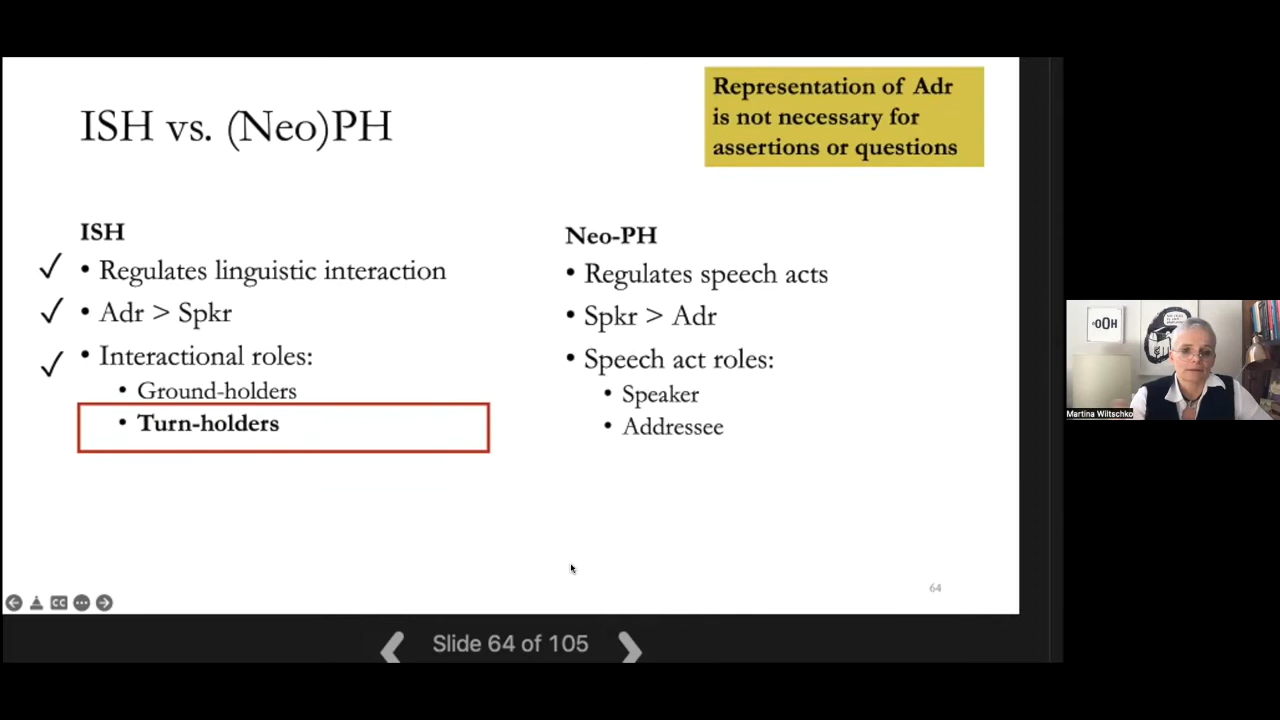 ISH vs. (Neo)PH
Representation of Adr
is not necessary for
assertions or questions
ISH
✓ • Regulates linguistic interaction
✓ • Adr > Spkr
✓ • Interactional roles:
• Ground-holders
• Turn-holders
Neo-PH
• Regulates speech acts
• Spkr > Adr
• Speech act roles:
• Speaker
• Addressee
64
CC
Slide 64 of 105
Martina Wiltschko